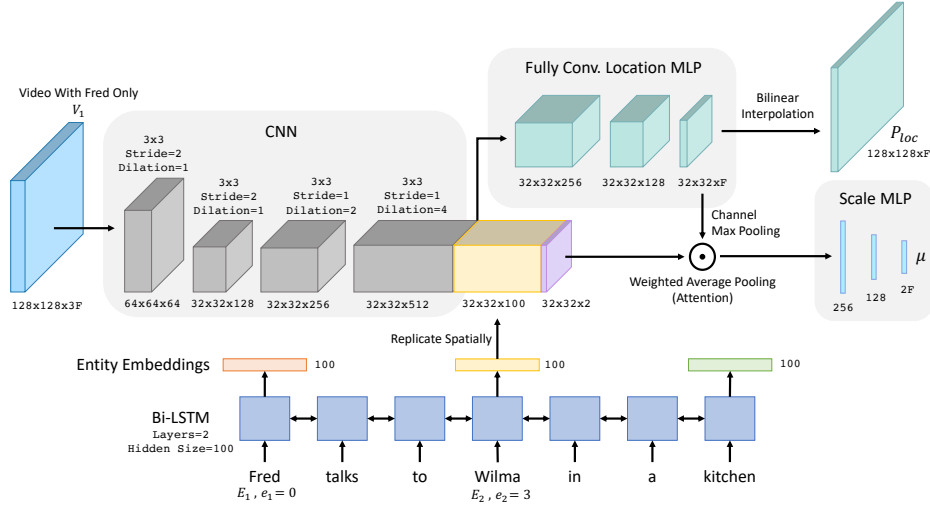 Video With Fred Only
V₁
128x128x3F
CNN
3x3
Stride=2
Dilation=1
64x64x64
3x3
Stride=2
Dilation=1
32x32x128
3x3
Stride=1
Dilation=2
32x32x256
3x3
Stride=1
Dilation=4
32x32x512
32x32x100
32x32x2
Fully Conv. Location MLP
32x32x256
32x32x128
32x32xF
Bilinear
Interpolation
P_loc
128x128xF
Channel
Max Pooling
Weighted Average Pooling
(Attention)
Scale MLP
μ
256
128
2F
Replicate Spatially
Entity Embeddings
100
100
100
Bi-LSTM
Layers=2
Hidden Size=100
Fred talks to Wilma in a kitchen
E₁ , e₁ = 0
E₂ , e₂ = 3